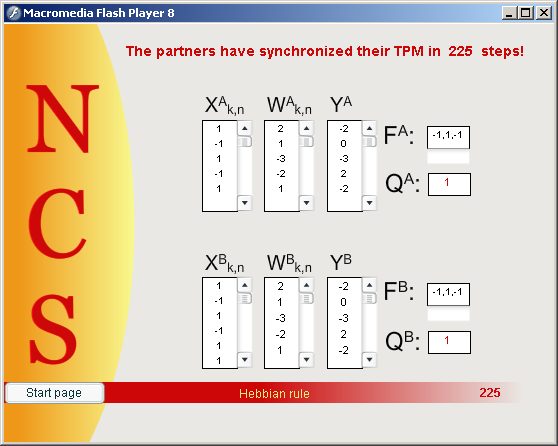 Macromedia Flash Player 8
The partners have synchronized their TPM in 225 steps!
N
C
S
XAk,n WAk,n YA
1 2 -2
-1 1 0
1 -3 -3
-1 -2 2
1 1 -2
FA: -1,1,-1
QA: 1
XBk,n WBk,n YB
1 2 -2
-1 1 0
1 -3 -3
-1 -2 2
1 1 -2
1
FB: -1,1,-1
QB: 1
Start page Hebbian rule 225